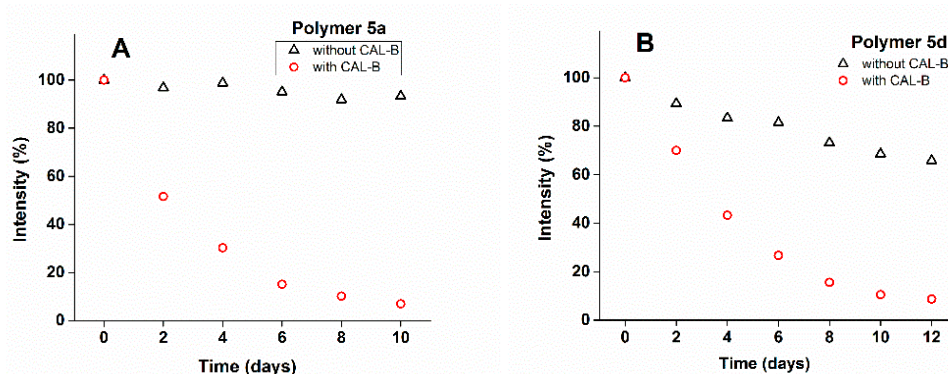 A
Polymer 5a
without CAL-B
with CAL-B
Intensity (%)
100
80
60
40
20
0
0 2 4 6 8 10
Time (days)
B
Polymer 5d
without CAL-B
with CAL-B
Intensity (%)
100
80
60
40
20
0
0 2 4 6 8 10 12
Time (days)